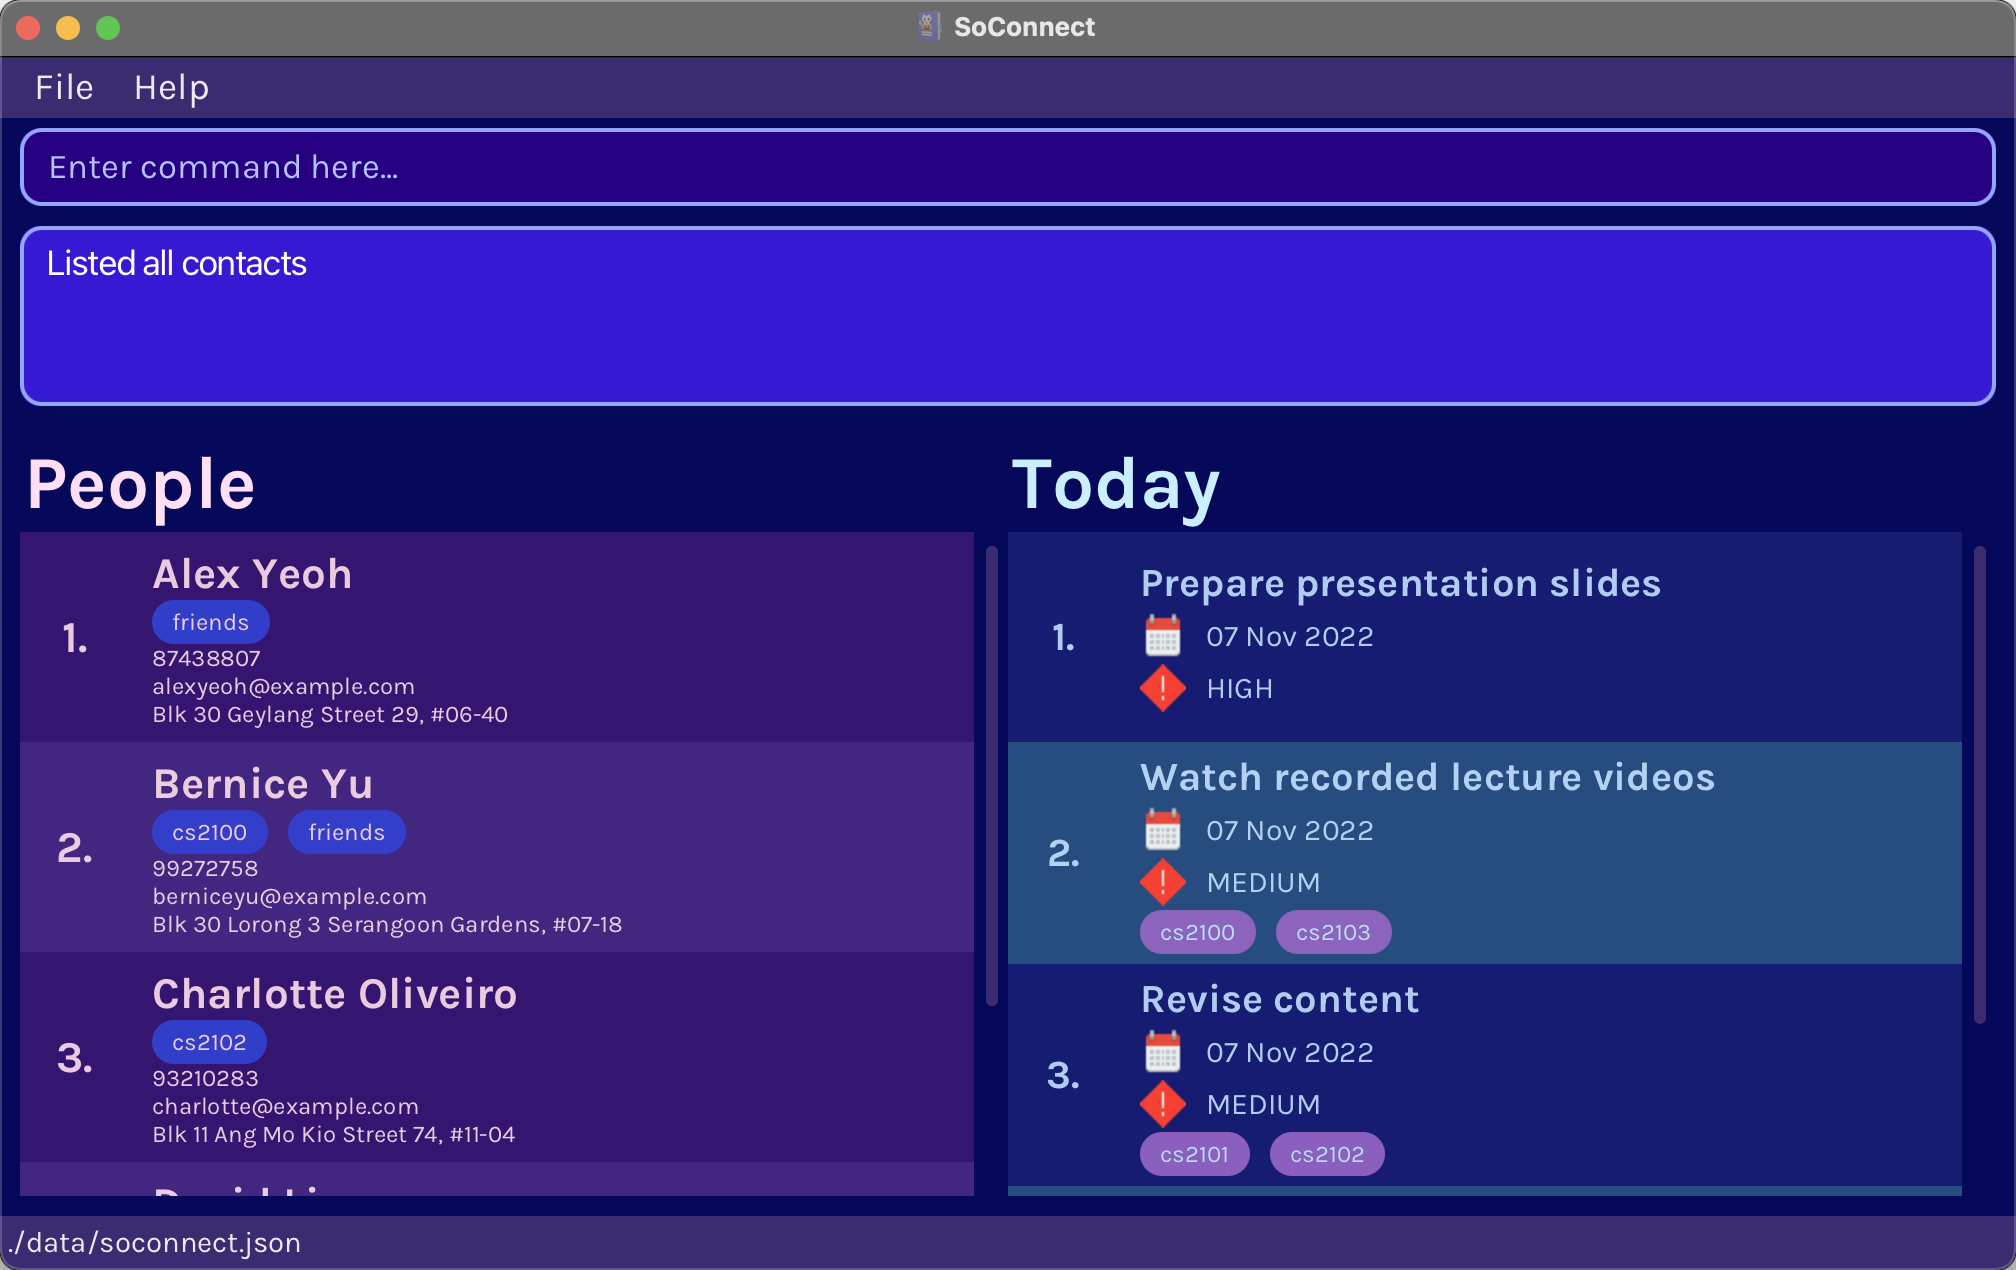 SoConnect
File Help
Enter command here...
Listed all contacts
People
1.
Alex Yeoh
friends
87438807
alexyeoh@example.com
Blk 30 Geylang Street 29, #06-40
2.
Bernice Yu
cs2100 friends
99272758
berniceyu@example.com
Blk 30 Lorong 3 Serangoon Gardens, #07-18
3.
Charlotte Oliveiro
cs2102
93210283
charlotte@example.com
Blk 11 Ang Mo Kio Street 74, #11-04
Today
1.
Prepare presentation slides
07 Nov 2022
HIGH
2.
Watch recorded lecture videos
07 Nov 2022
MEDIUM
cs2100 cs2103
3.
Revise content
07 Nov 2022
MEDIUM
cs2101 cs2102
./data/soconnect.json